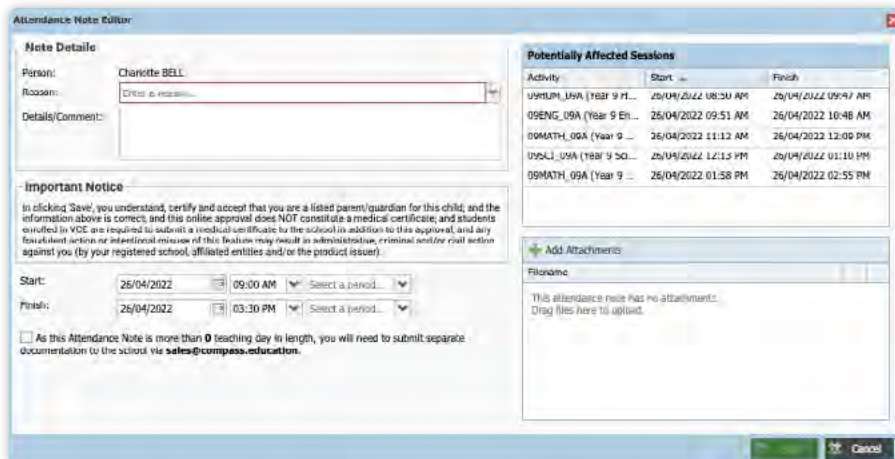 Attendance Note Editor
Note Details
Person: Charlotte BELL
Reason: Enter a reason...
Details/Comment:
Important Notice
In clicking 'Save', you understand, certify and accept that you are a listed parent/guardian for this child; and the
information above is correct, and this online approval does NOT constitute a medical certificate; and students
enrolled in VCE are required to submit a medical certificate to the school in addition to this approval, and any
fraudulent action or intentional misuse of this feature may result in administrative, criminal and/or civil action
against you (by your registered school, affiliated entities and/or the product issuer).
Start: 26/04/2022 09:00 AM Select a period...
Finish: 26/04/2022 03:30 PM Select a period...
As this Attendance Note is more than 0 teaching day in length, you will need to submit separate
documentation to the school via sales@compass.education.
Potentially Affected Sessions
Activity Start Finish
09HUM_09A (Year 9 H... 26/04/2022 08:50 AM 26/04/2022 09:47 AM
09ENG_09A (Year 9 En... 26/04/2022 09:51 AM 26/04/2022 10:48 AM
09MATH_09A (Year 9 ... 26/04/2022 11:12 AM 26/04/2022 12:09 PM
09SCI_09A (Year 9 Sci... 26/04/2022 12:13 PM 26/04/2022 01:10 PM
09MATH_09A (Year 9 ... 26/04/2022 01:58 PM 26/04/2022 02:55 PM
Add Attachments
Filename
This attendance note has no attachments.
Drag files here to upload.
Cancel